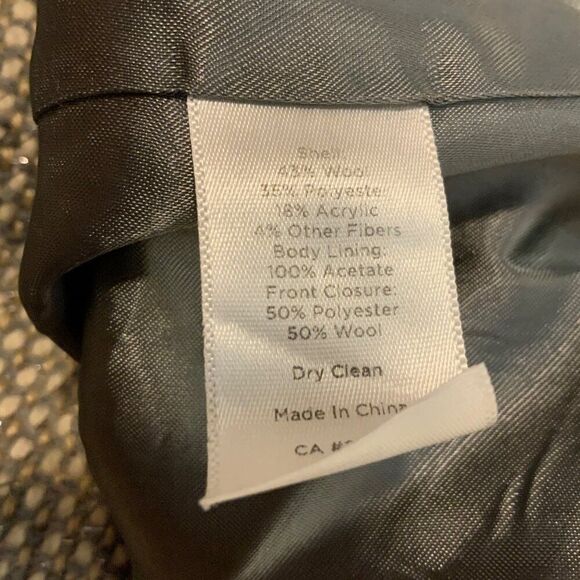 Shell:
43% Wool
35% Polyester
18% Acrylic
4% Other Fibers
Body Lining:
100% Acetate
Front Closure:
50% Polyester
50% Wool
Dry Clean
Made In China
CA